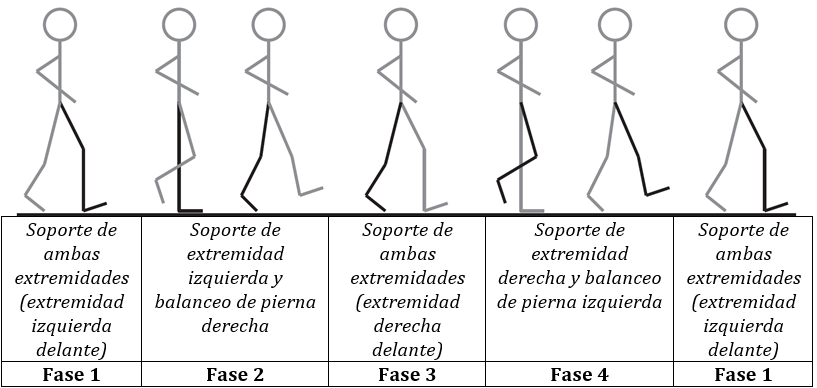 Soporte de
ambas
extremidades
(extremidad
izquierda
delante)
Soporte de
extremidad
izquierda y
balanceo de pierna
derecha
Soporte de
ambas
extremidades
(extremidad
derecha
delante)
Soporte de
extremidad
derecha y balanceo
de pierna izquierda
Soporte de
ambas
extremidades
(extremidad
izquierda
delante)
Fase 1
Fase 2
Fase 3
Fase 4
Fase 1